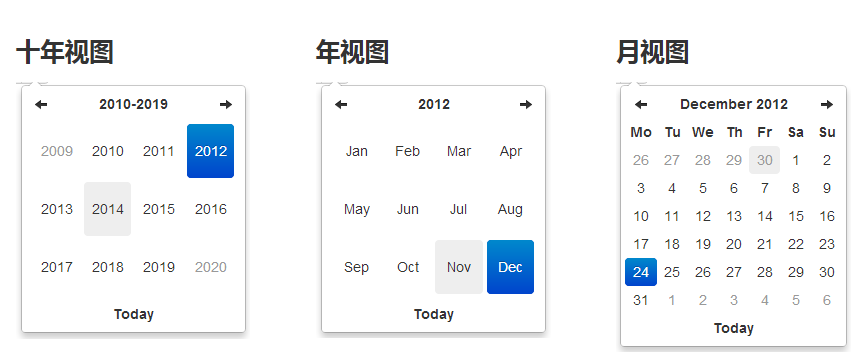 十年视图
2010-2019
2009 2010 2011 2012
2013 2014 2015 2016
2017 2018 2019 2020
Today
年视图
2012
Jan Feb Mar Apr
May Jun Jul Aug
Sep Oct Nov Dec
Today
月视图
December 2012
Mo Tu We Th Fr Sa Su
26 27 28 29 30 1 2
3 4 5 6 7 8 9
10 11 12 13 14 15 16
17 18 19 20 21 22 23
24 25 26 27 28 29 30
31 1 2 3 4 5 6
Today